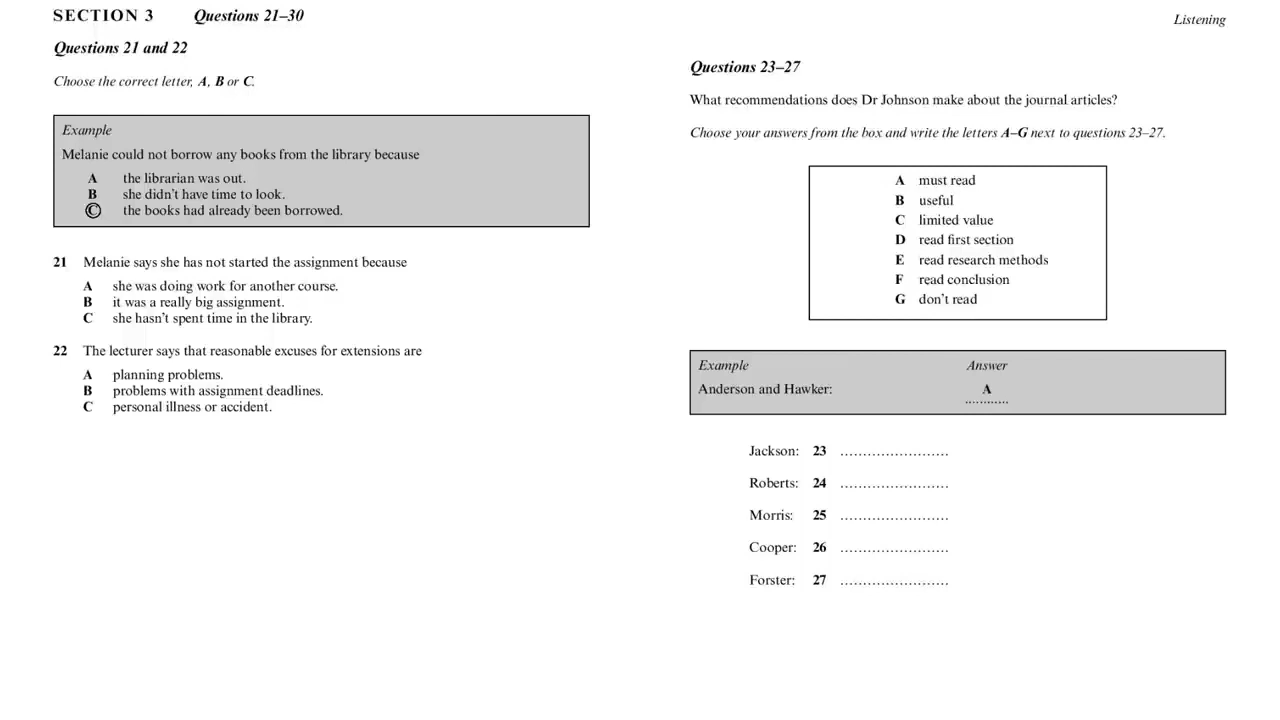 SECTION 3 Questions 21–30
Questions 21 and 22
Choose the correct letter, A, B or C.
Example
Melanie could not borrow any books from the library because
A the librarian was out.
B she didn't have time to look.
C the books had already been borrowed.
21 Melanie says she has not started the assignment because
A she was doing work for another course.
B it was a really big assignment.
C she hasn't spent time in the library.
22 The lecturer says that reasonable excuses for extensions are
A planning problems.
B problems with assignment deadlines.
C personal illness or accident.
Listening
Questions 23–27
What recommendations does Dr Johnson make about the journal articles?
Choose your answers from the box and write the letters A–G next to questions 23–27.
A must read
B useful
C limited value
D read first section
E read research methods
F read conclusion
G don't read
Example Answer
Anderson and Hawker: A
............
Jackson: 23 ........................
Roberts: 24 ........................
Morris: 25 ........................
Cooper: 26 ........................
Forster: 27 ........................